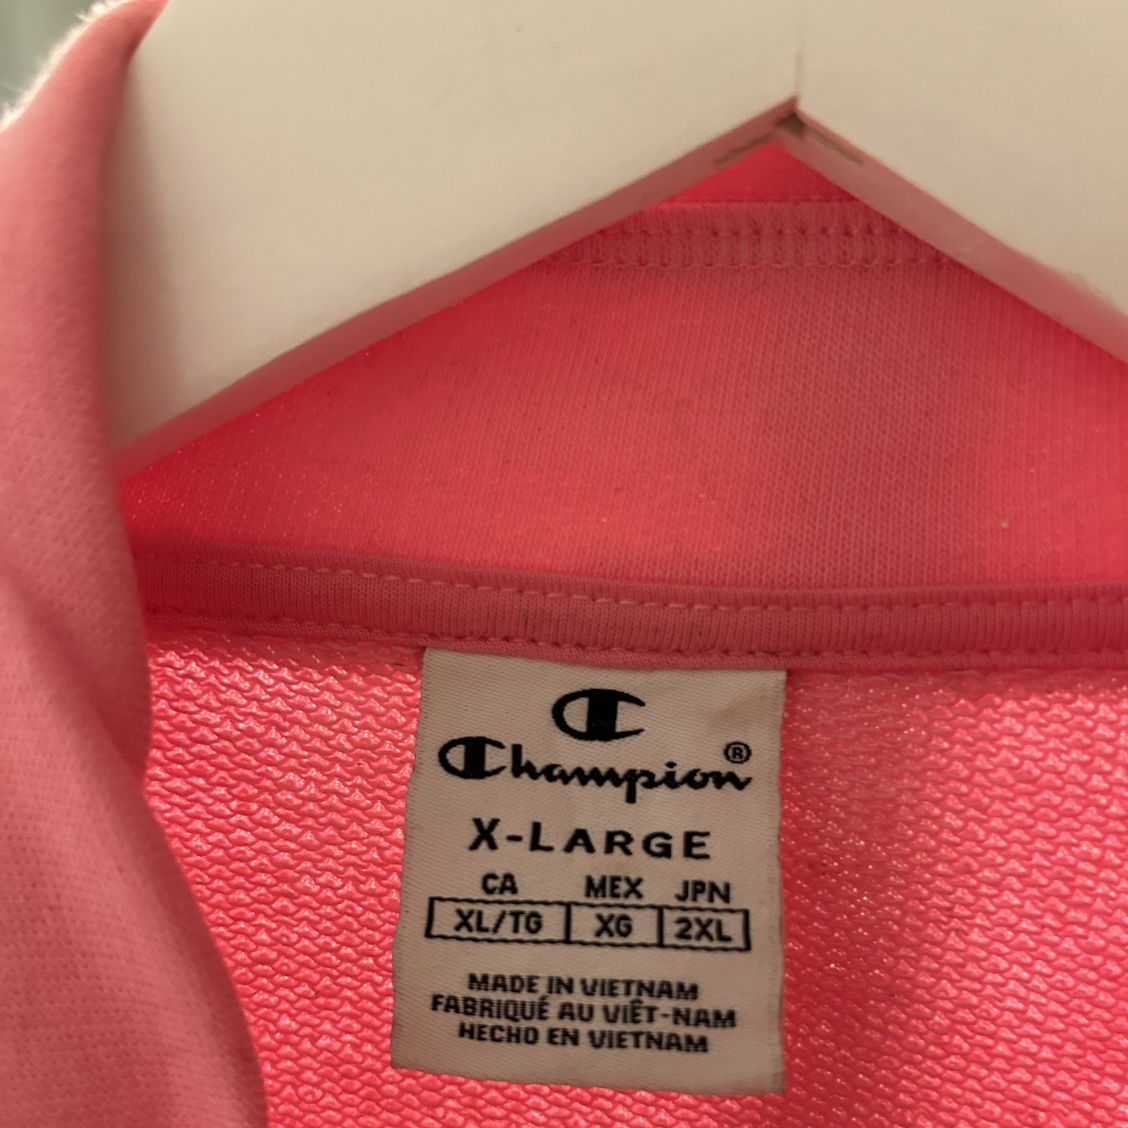 Champion®
X-LARGE
CA MEX JPN
XL/TG XG 2XL
MADE IN VIETNAM
FABRIQUÉ AU VIÊT-NAM
HECHO EN VIETNAM